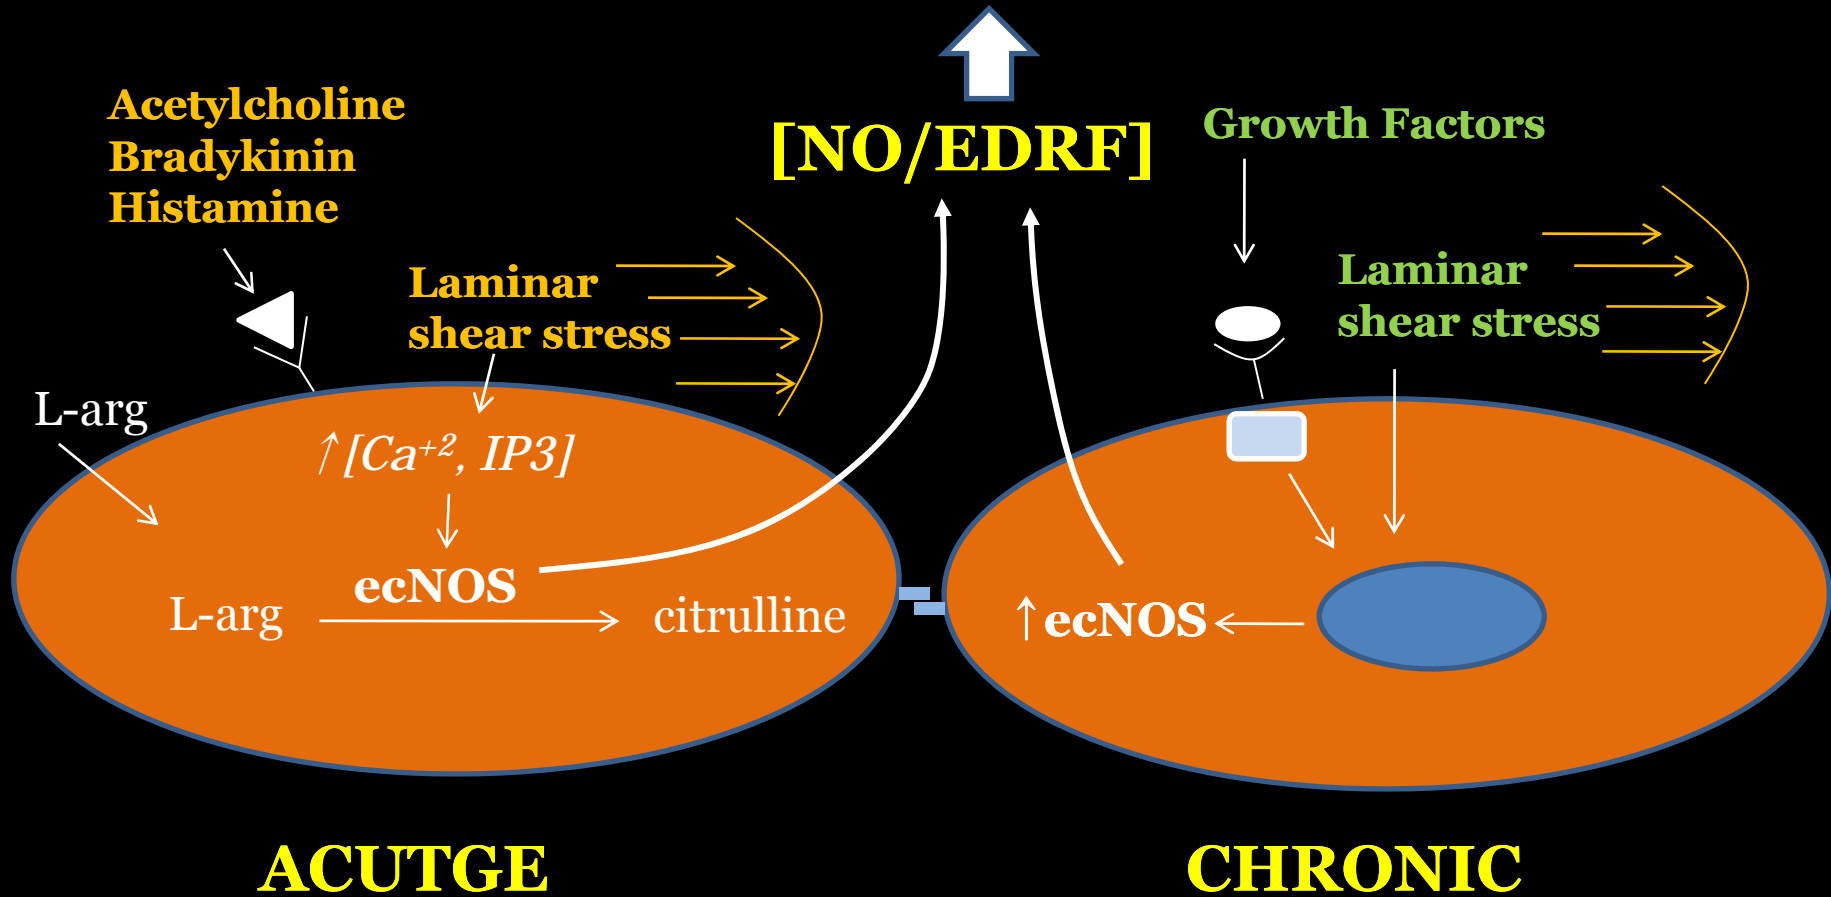 Acetylcholine
Bradykinin
Histamine
[NO/EDRF]
Growth Factors
Laminar
shear stress
Laminar
shear stress
L-arg
↑[Ca⁺², IP3]
ecNOS
L-arg
citrulline
↑ecNOS
ACUTGE
CHRONIC